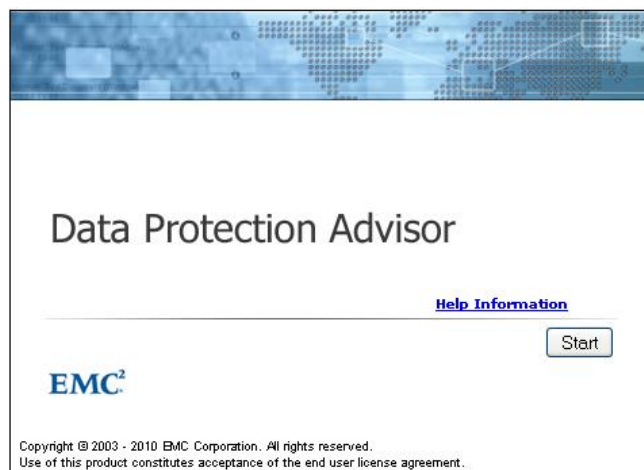 Data Protection Advisor
Help Information
Start
EMC²
Copyright © 2003 - 2010 EMC Corporation. All rights reserved.
Use of this product constitutes acceptance of the end user license agreement.